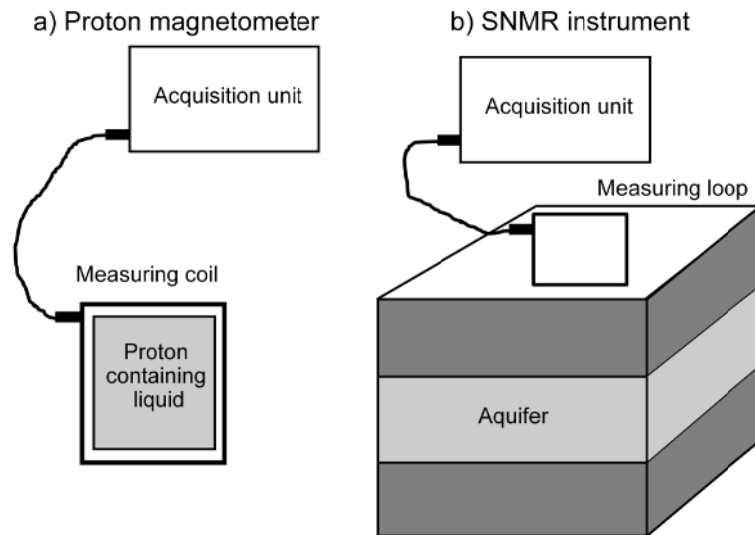 a) Proton magnetometer
Acquisition unit
Measuring coil
Proton
containing
liquid
b) SNMR instrument
Acquisition unit
Measuring loop
Aquifer